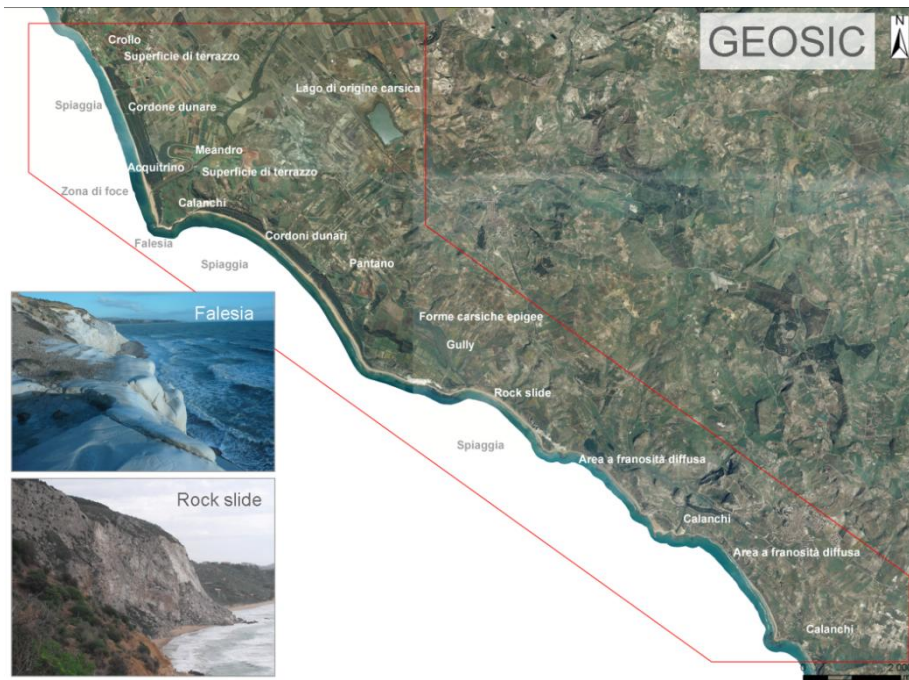 GEOSIC
N
Crollo
Superficie di terrazzo
Lago di origine carsica
Spiaggia
Cordone dunare
Meandro
Acquitrino
Superficie di terrazzo
Zona di foce
Calanchi
Falesia
Cordoni dunari
Spiaggia
Pantano
Falesia
Forme carsiche epigee
Gully
Rock slide
Spiaggia
Area a franosità diffusa
Rock slide
Calanchi
Area a franosità diffusa
Calanchi
0